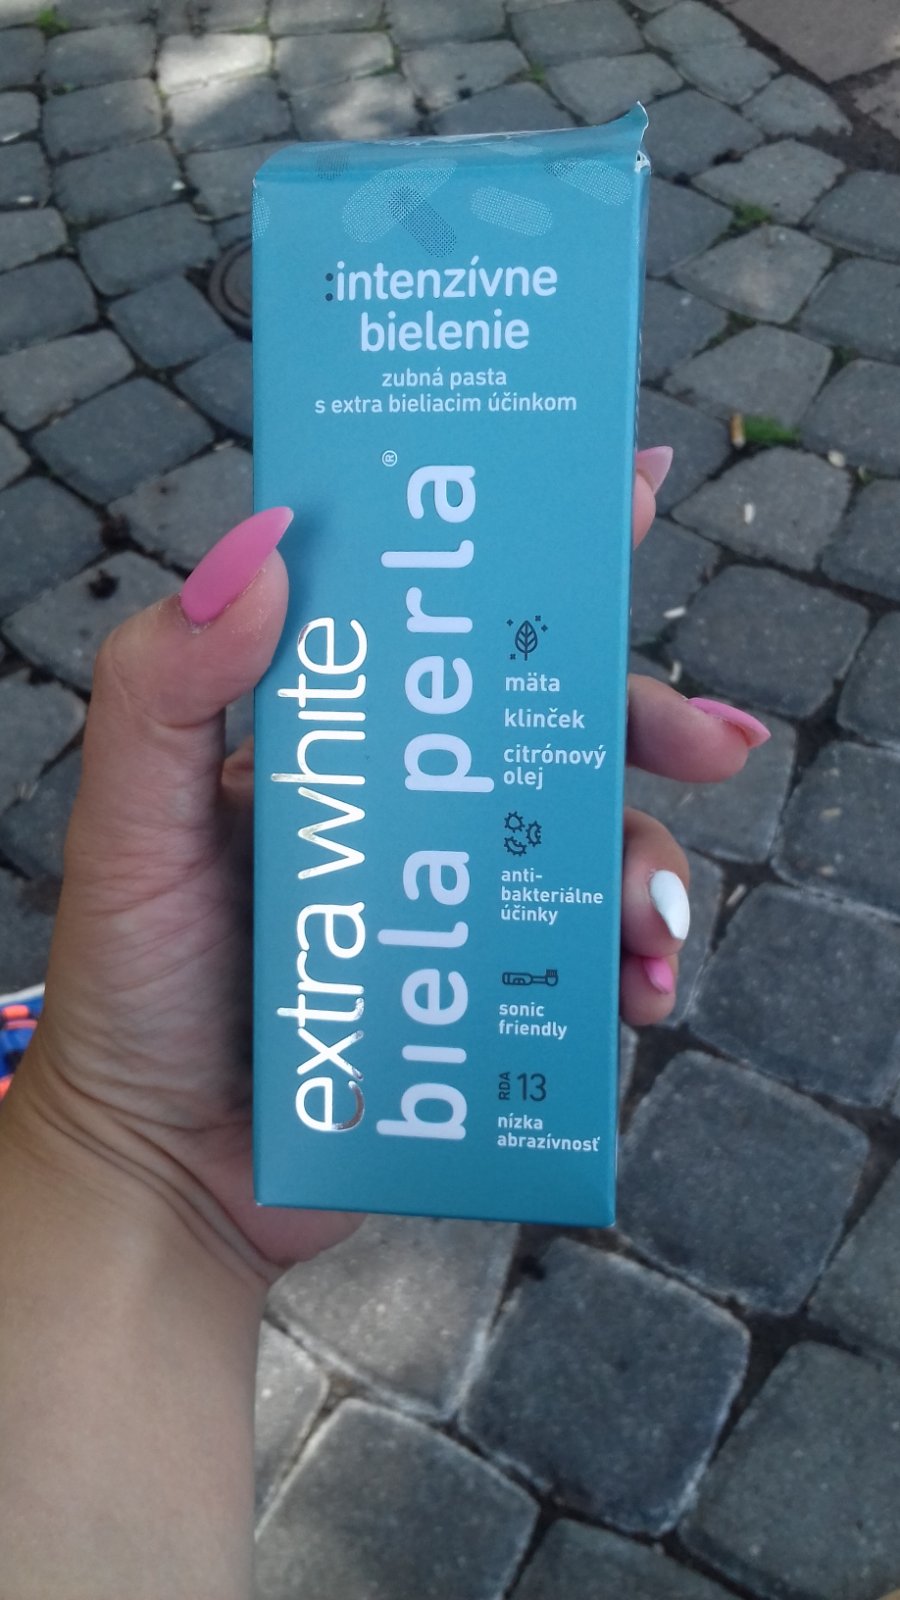 :intenzívne
bielenie
zubná pasta
s extra bieliacim účinkom
extra white
biela perla®
mäta
klinček
citrónový
olej
anti-
bakteriálne
účinky
sonic
friendly
RDA 13
nízka
abrazívnosť